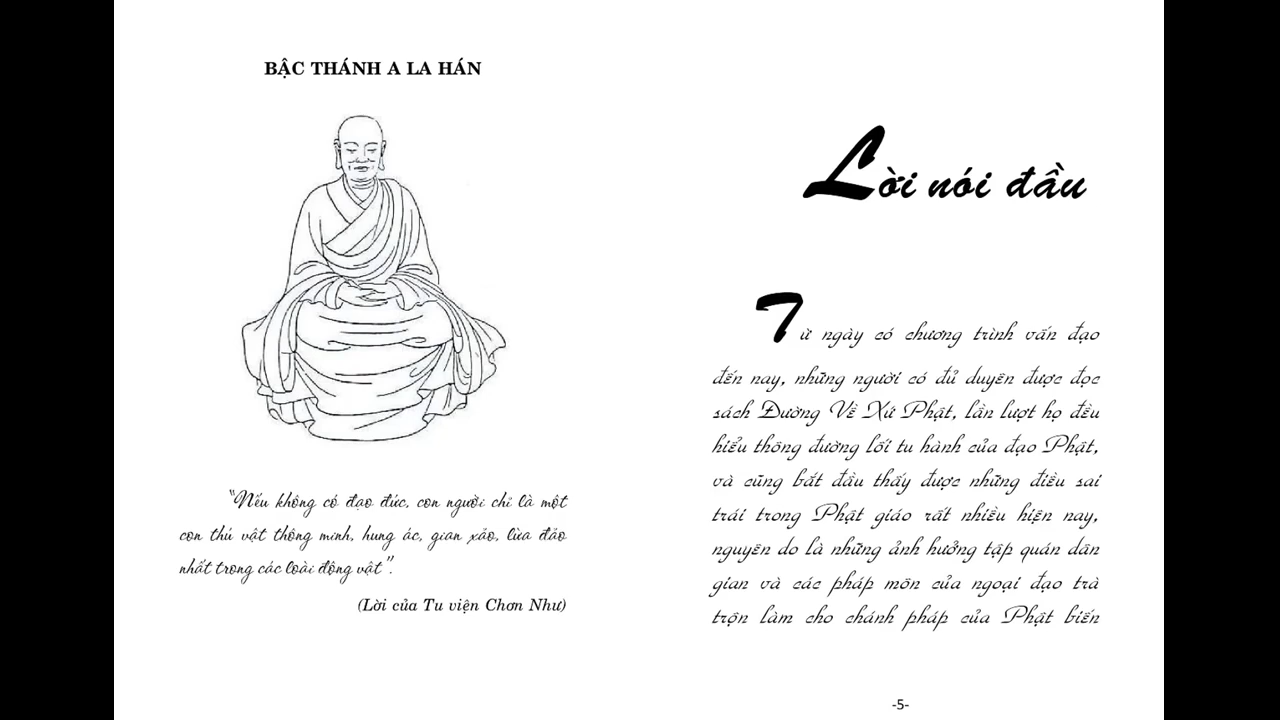 BẬC THÁNH A LA HÁN
“Nếu không có đạo đức, con người chỉ là một
con thú vật thông minh, hung ác, gian xảo, lừa đảo
nhất trong các loài động vật”.
(Lời của Tu viện Chơn Như)
Lời nói đầu
Từ ngày có chương trình vấn đạo
đến nay, những người có đủ duyên được đọc
sách Đường Về Xứ Phật, lần lượt họ đều
hiểu thông đường lối tu hành của đạo Phật,
và cũng bắt đầu thấy được những điều sai
trái trong Phật giáo rất nhiều hiện nay,
nguyên do là những ảnh hưởng tập quán dân
gian và các pháp môn của ngoại đạo trà
trộn làm cho chánh pháp của Phật biến
-5-